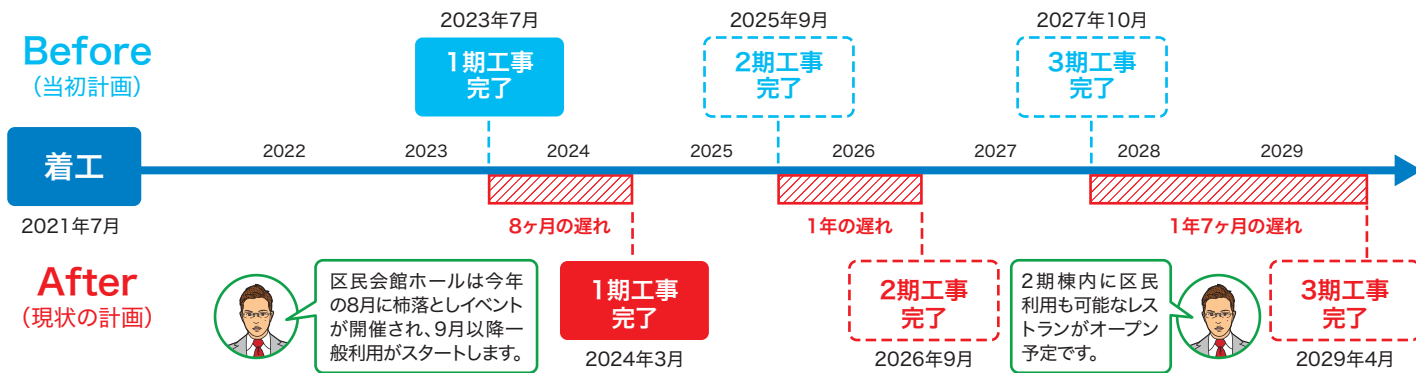 Before
（当初計画）
2023年7月
1期工事
完了
2025年9月
2期工事
完了
2027年10月
3期工事
完了
着工
2021年7月
2022
2023
2024
2025
2026
2027
2028
2029
8ヶ月の遅れ
1年の遅れ
1年7ヶ月の遅れ
After
（現状の計画）
区民会館ホールは今年
の8月に柿落としイベント
が開催され、9月以降一
般利用がスタートします。
1期工事
完了
2024年3月
2期工事
完了
2026年9月
2期棟内に区民
利用も可能なレス
トランがオープン
予定です。
3期工事
完了
2029年4月